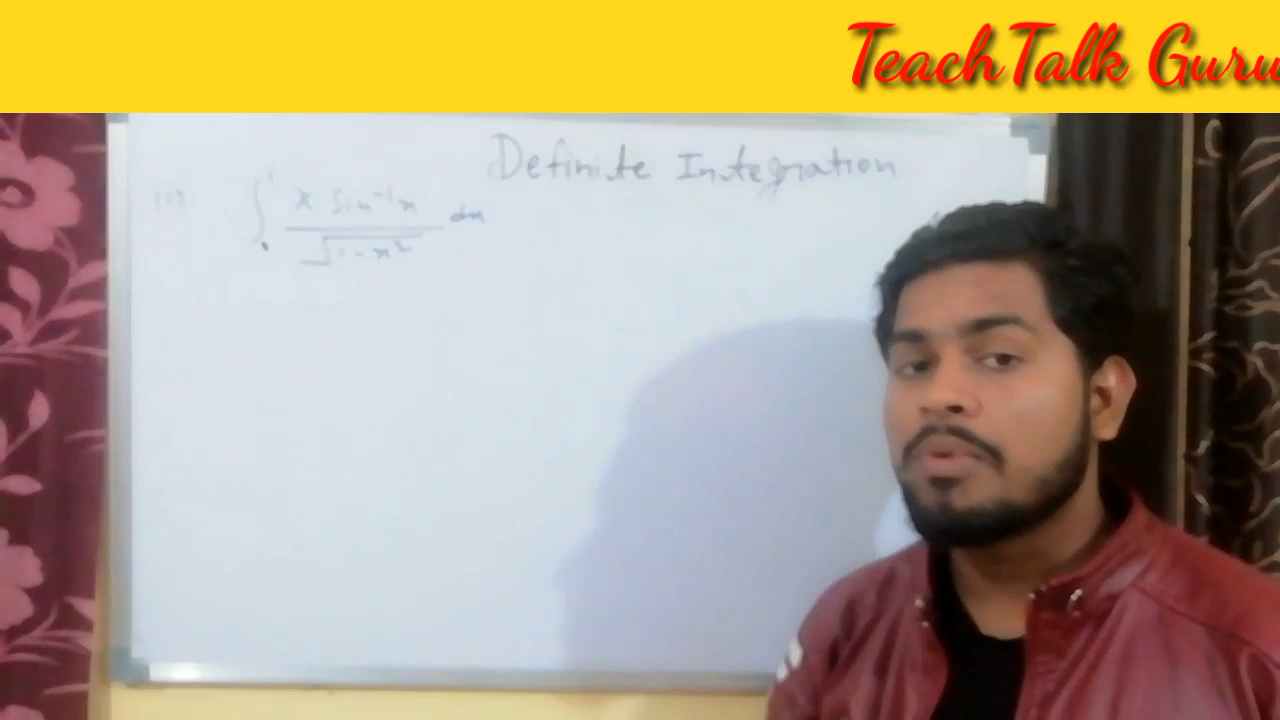 TeachTalk Guru
Definite Integration
∫₀¹ x Sin⁻¹x / √1-x² dx